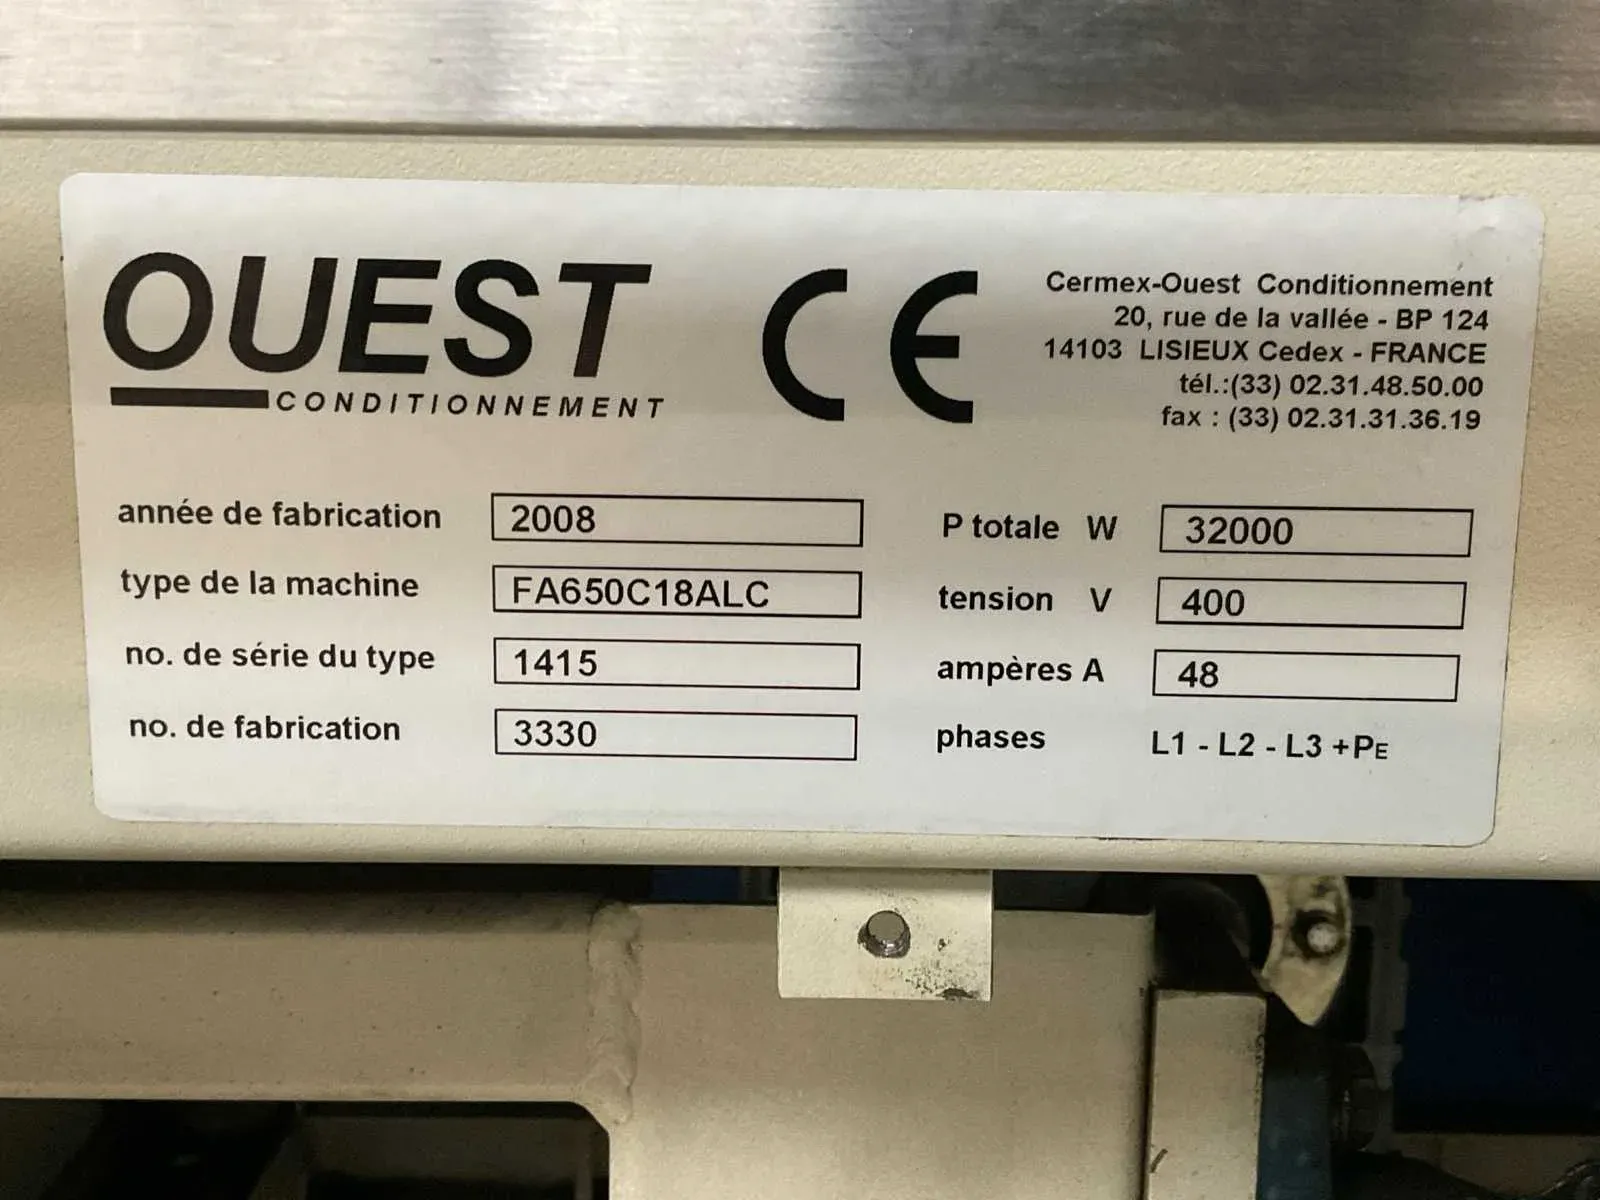 OUEST
CONDITIONNEMENT
CE
Cermex-Ouest Conditionnement
20, rue de la vallée - BP 124
14103 LISIEUX Cedex - FRANCE
tél.:(33) 02.31.48.50.00
fax : (33) 02.31.31.36.19
année de fabrication 2008
type de la machine FA650C18ALC
no. de série du type 1415
no. de fabrication 3330
P totale W 32000
tension V 400
ampères A 48
phases L1 - L2 - L3 +PE